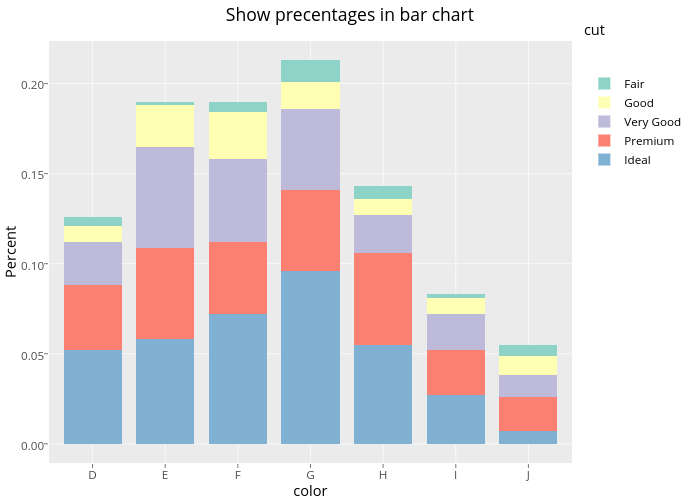 Show precentages in bar chart
cut
Fair
Good
Very Good
Premium
Ideal
Percent
0.20
0.15
0.10
0.05
0.00
D E F G H I J
color